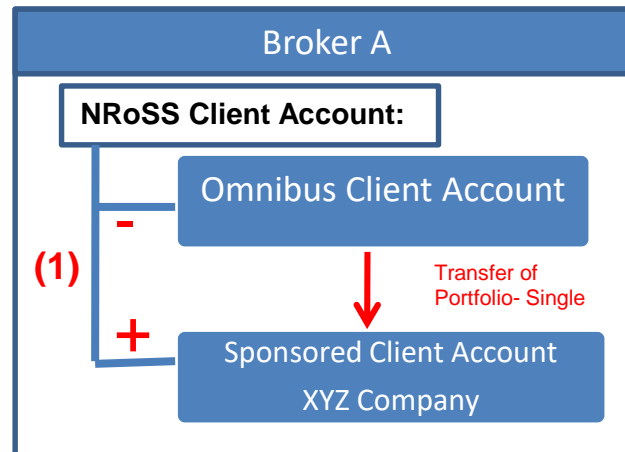 Broker A
NRoSS Client Account:
Omnibus Client Account
-
(1)
Transfer of
Portfolio- Single
+
Sponsored Client Account
XYZ Company